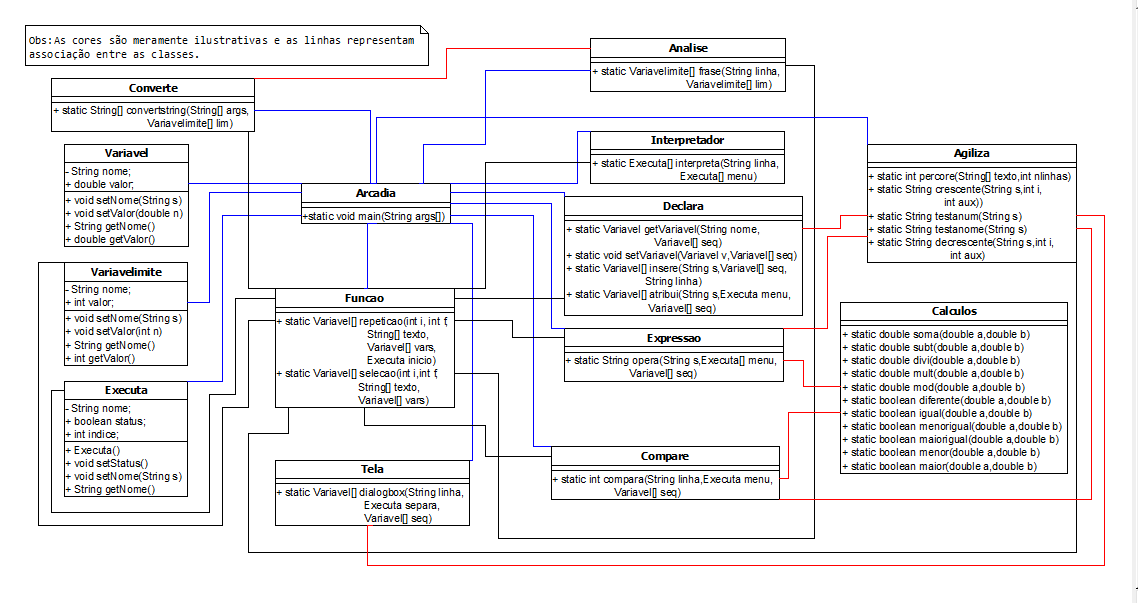 Obs:As cores são meramente ilustrativas e as linhas representam
associação entre as classes.
Converte
+ static String[] convertstring(String[] args,
Variavelimite[] lim)
Variavel
- String nome;
+ double valor;
+ void setNome(String s)
+ void setValor(double n)
+ String getNome()
+ double getValor()
Variavelimite
- String nome;
+ int valor;
+ void setNome(String s)
+ void setValor(int n)
+ String getNome()
+ int getValor()
Executa
- String nome;
+ boolean status;
+ int indice;
+ Executa()
+ void setStatus()
+ void setNome(String s)
+ String getNome()
Arcadia
+static void main(String args[])
Funcao
+ static Variavel[] repeticao(int i, int f,
String[] texto,
Variavel[] vars,
Executa inicio)
+ static Variavel[] selecao(int i,int f,
String[] texto,
Variavel[] vars)
Tela
+ static Variavel[] dialogbox(String linha,
Executa separa,
Variavel[] seq)
Analise
+ static Variavelimite[] frase(String linha,
Variavelimite[] lim)
Interpretador
+ static Executa[] interpreta(String linha,
Executa[] menu)
Declara
+ static Variavel getVariavel(String nome,
Variavel[] seq)
+ static void setVariavel(Variavel v,Variavel[] seq)
+ static Variavel[] insere(String s,Variavel[] seq,
String linha)
+ static Variavel[] atribui(String s,Executa menu,
Variavel[] seq)
Expressao
+ static String opera(String s,Executa[] menu,
Variavel[] seq)
Compare
+ static int compara(String linha,Executa menu,
Variavel[] seq)
Agiliza
+ static int percore(String[] texto,int nlinhas)
+ static String crescente(String s,int i,
int aux))
+ static String testanum(String s)
+ static String testanome(String s)
+ static String decrescente(String s,int i,
int aux)
Calculos
+ static double soma(double a,double b)
+ static double subt(double a,double b)
+ static double divi(double a,double b)
+ static double mult(double a,double b)
+ static double mod(double a,double b)
+ static boolean diferente(double a,double b)
+ static boolean igual(double a,double b)
+ static boolean menorigual(double a,double b)
+ static boolean maiorigual(double a,double b)
+ static boolean menor(double a,double b)
+ static boolean maior(double a,double b)